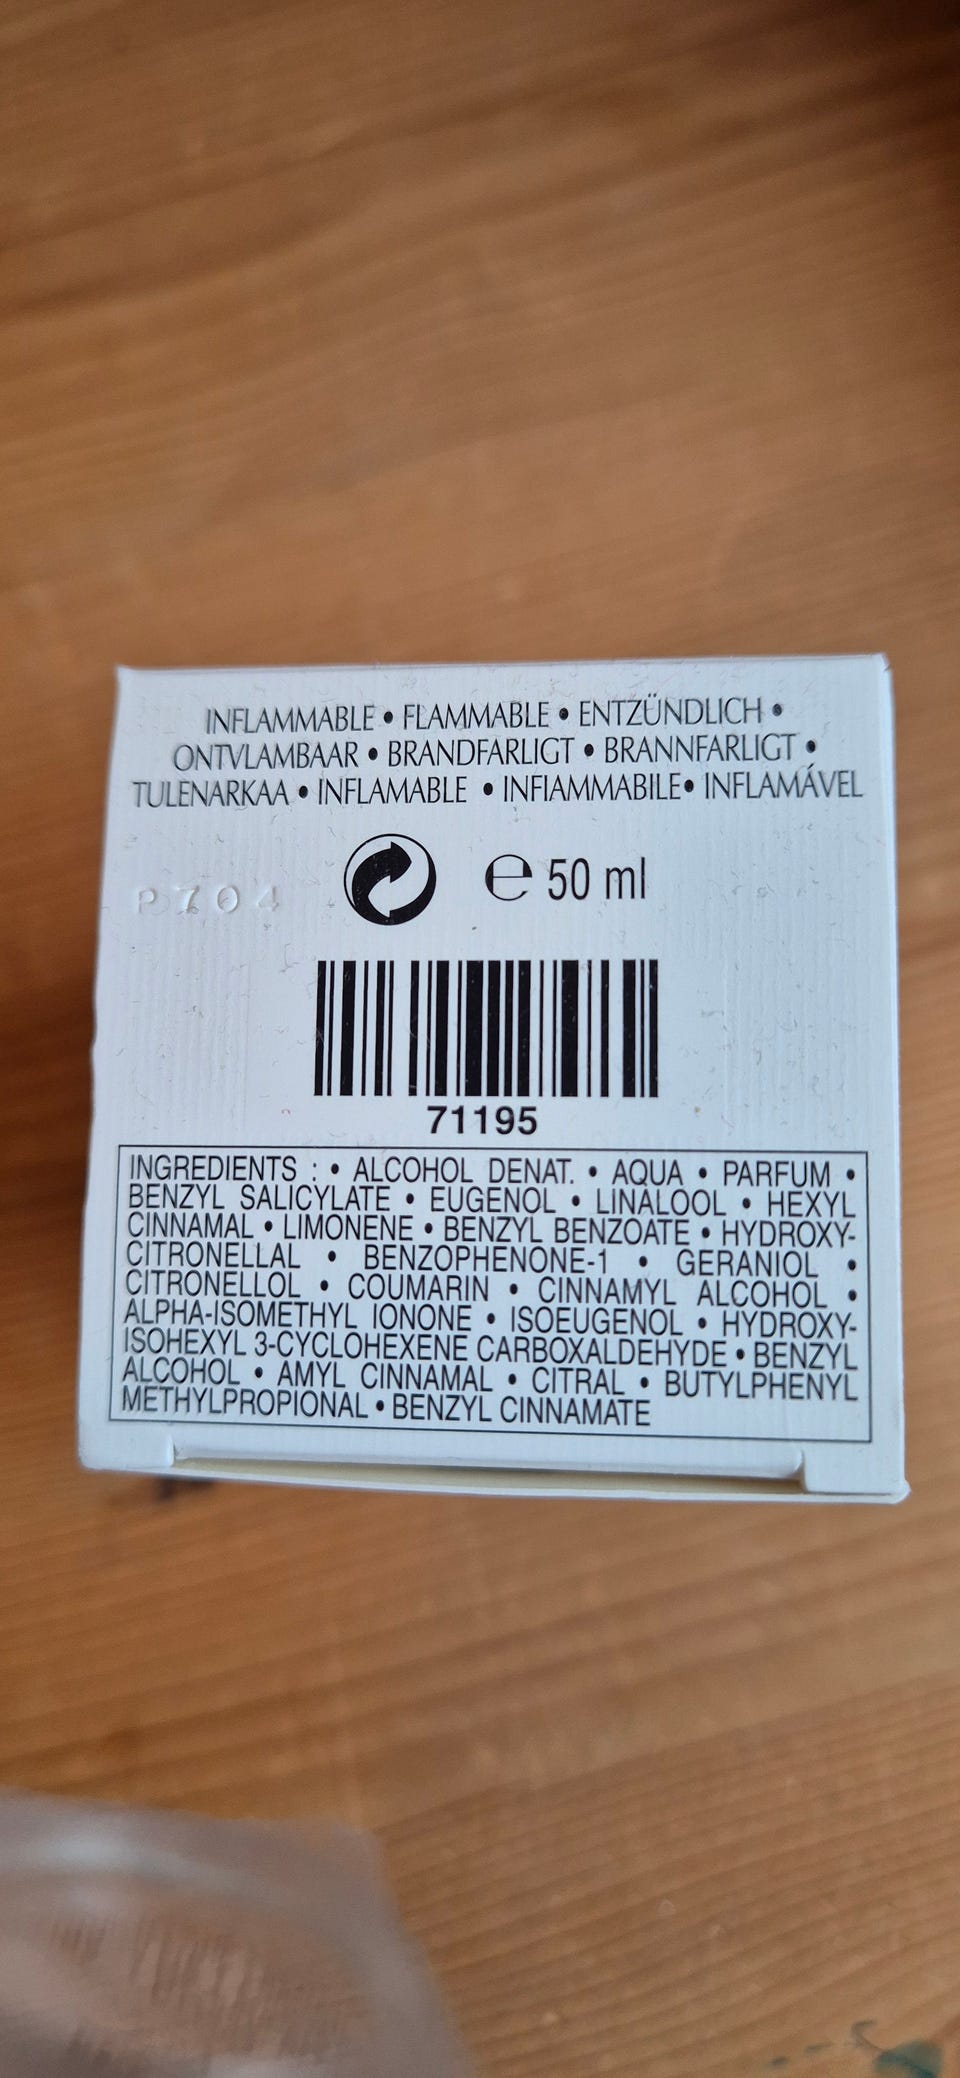 INFLAMMABLE • FLAMMABLE • ENTZÜNDLICH •
ONTVLAMBAAR • BRANDFARLIGT • BRANNFARLIGT •
TULENARKAA • INFLAMABLE • INFIAMMABILE • INFLAMÁVEL
P704
e 50 ml
71195
INGREDIENTS : • ALCOHOL DENAT. • AQUA • PARFUM •
BENZYL SALICYLATE • EUGENOL • LINALOOL • HEXYL
CINNAMAL • LIMONENE • BENZYL BENZOATE • HYDROXY-
CITRONELLAL • BENZOPHENONE-1 • GERANIOL •
CITRONELLOL • COUMARIN • CINNAMYL ALCOHOL •
ALPHA-ISOMETHYL IONONE • ISOEUGENOL • HYDROXY-
ISOHEXYL 3-CYCLOHEXENE CARBOXALDEHYDE • BENZYL
ALCOHOL • AMYL CINNAMAL • CITRAL • BUTYLPHENYL
METHYLPROPIONAL • BENZYL CINNAMATE